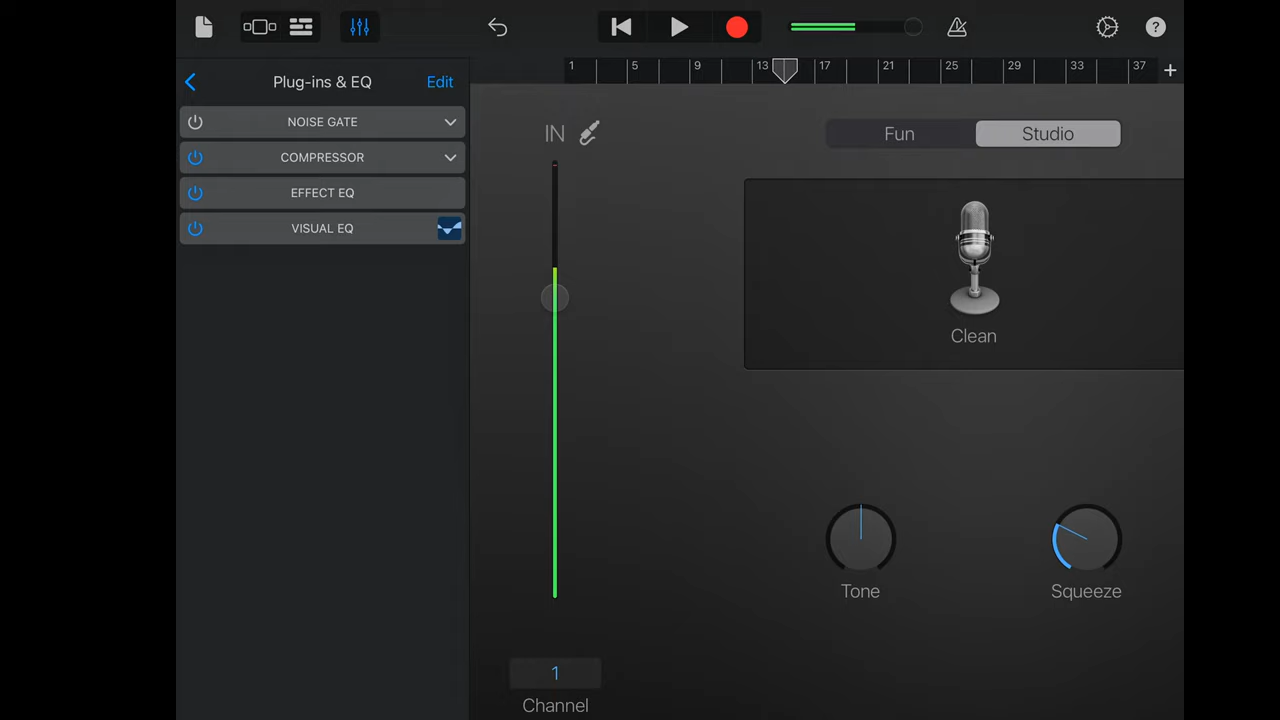 ?
1 5 9 13 17 21 25 29 33 37 +
Plug-ins & EQ Edit
NOISE GATE
COMPRESSOR
EFFECT EQ
VISUAL EQ
IN
Fun Studio
Clean
Tone Squeeze
1
Channel